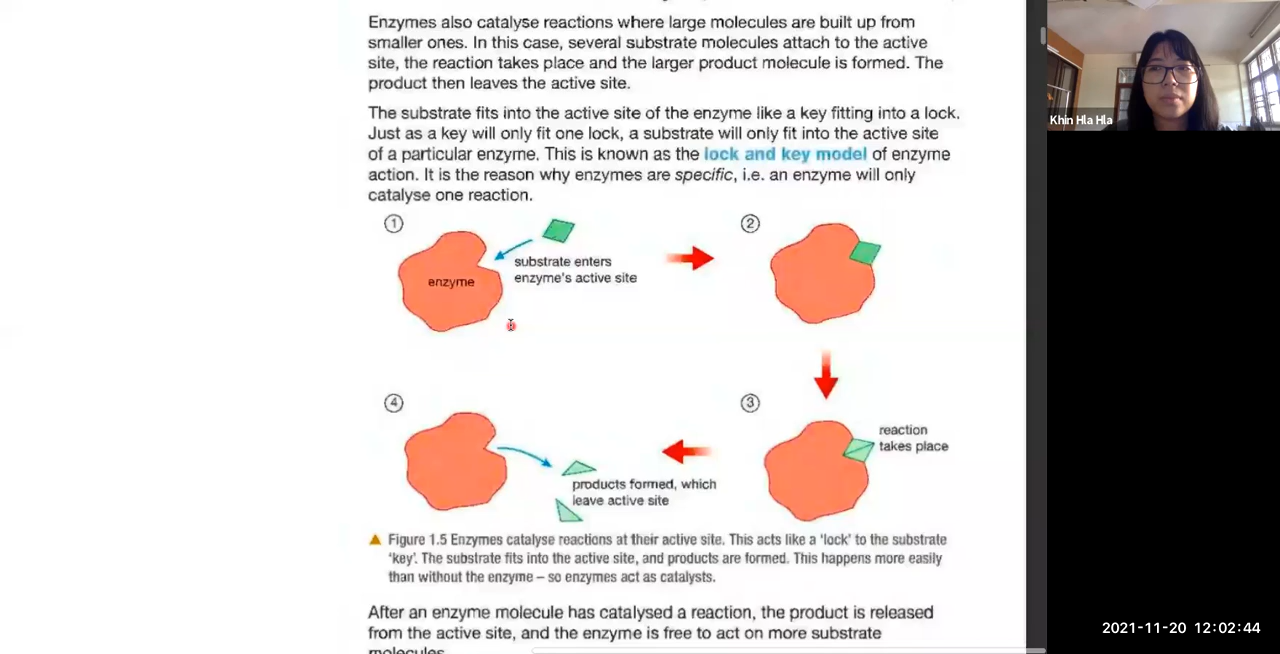 Enzymes also catalyse reactions where large molecules are built up from
smaller ones. In this case, several substrate molecules attach to the active
site, the reaction takes place and the larger product molecule is formed. The
product then leaves the active site.
The substrate fits into the active site of the enzyme like a key fitting into a lock.
Just as a key will only fit one lock, a substrate will only fit into the active site
of a particular enzyme. This is known as the lock and key model of enzyme
action. It is the reason why enzymes are specific, i.e. an enzyme will only
catalyse one reaction.
1
enzyme
substrate enters
enzyme's active site
2
3
reaction
takes place
4
products formed, which
leave active site
Figure 1.5 Enzymes catalyse reactions at their active site. This acts like a ‘lock’ to the substrate
‘key’. The substrate fits into the active site, and products are formed. This happens more easily
than without the enzyme – so enzymes act as catalysts.
After an enzyme molecule has catalysed a reaction, the product is released
from the active site, and the enzyme is free to act on more substrate
molecules.
Khin Hla Hla
2021-11-20 12:02:44